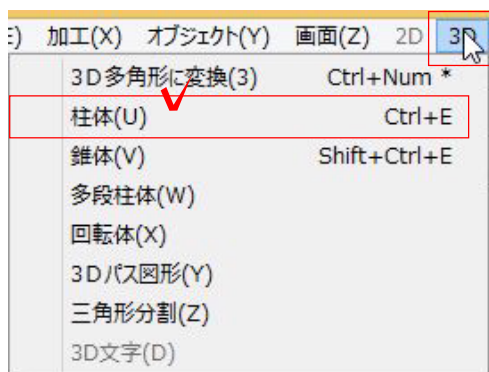 加工(X) オブジェクト(Y) 画面(Z) 2D 3D
3D多角形に変換(3) Ctrl+Num *
柱体(U) Ctrl+E
錐体(V) Shift+Ctrl+E
多段柱体(W)
回転体(X)
3Dパス図形(Y)
三角形分割(Z)
3D文字(D)